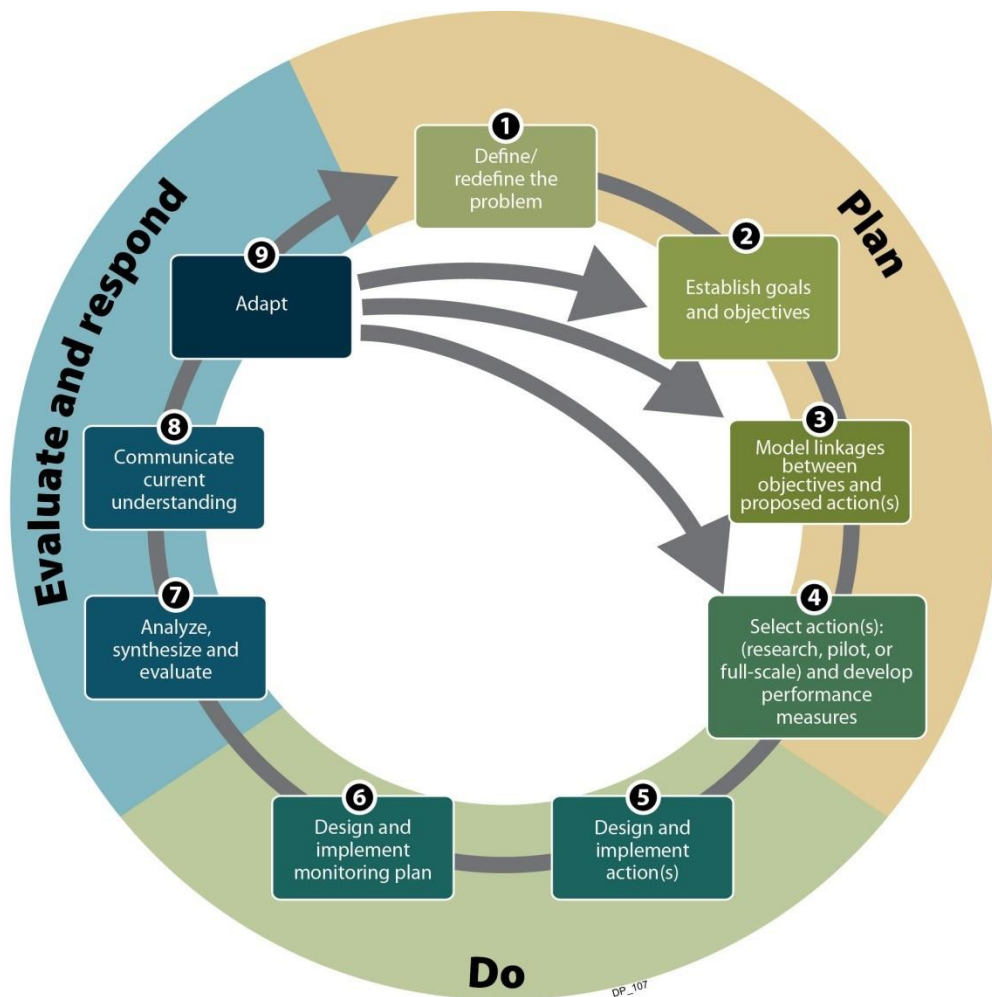 1
Define/
redefine the
problem
Plan
2
Establish goals
and objectives
3
Model linkages
between
objectives and
proposed action(s)
4
Select action(s):
(research, pilot, or
full-scale) and develop
performance
measures
5
Design and
implement
action(s)
Do
6
Design and
implement
monitoring plan
7
Analyze,
synthesize and
evaluate
Evaluate and respond
8
Communicate
current
understanding
9
Adapt
DP_107